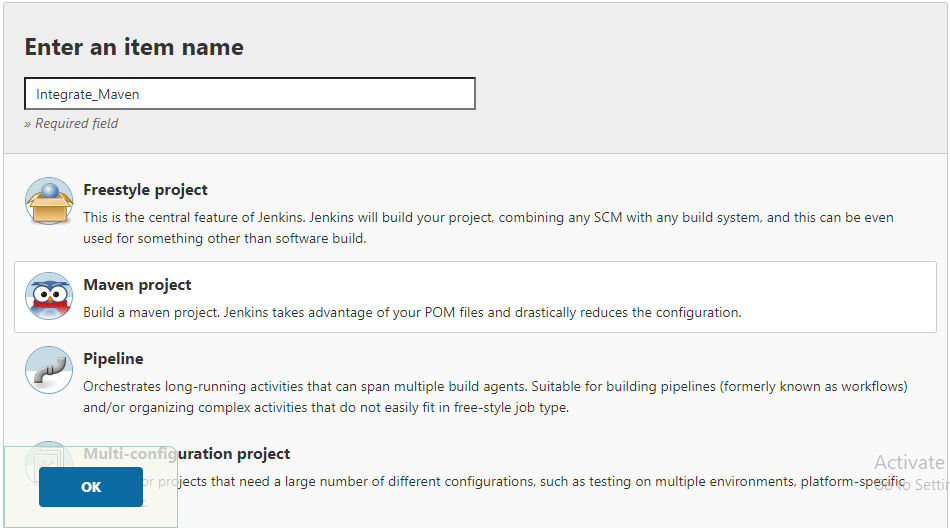 Enter an item name
Integrate_Maven
» Required field
Freestyle project
This is the central feature of Jenkins. Jenkins will build your project, combining any SCM with any build system, and this can be even
used for something other than software build.
Maven project
Build a maven project. Jenkins takes advantage of your POM files and drastically reduces the configuration.
Pipeline
Orchestrates long-running activities that can span multiple build agents. Suitable for building pipelines (formerly known as workflows)
and/or organizing complex activities that do not easily fit in free-style job type.
Multi-configuration project
or projects that need a large number of different configurations, such as testing on multiple environments, platform-specific
OK
Activate
Go to Settin